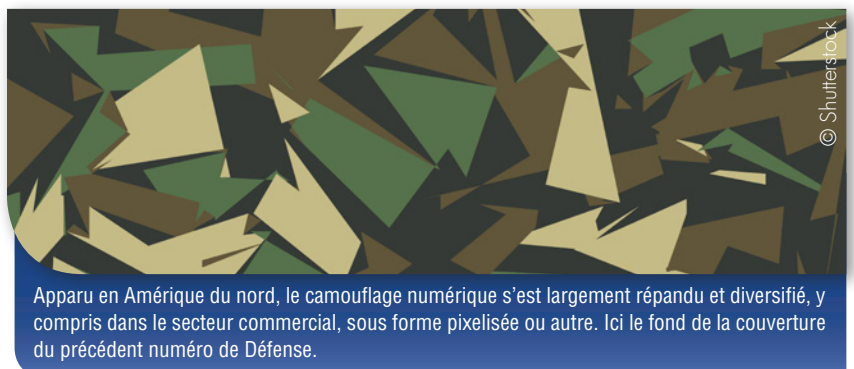 © Shutterstock
Apparu en Amérique du nord, le camouflage numérique s’est largement répandu et diversifié, y
compris dans le secteur commercial, sous forme pixelisée ou autre. Ici le fond de la couverture
du précédent numéro de Défense.